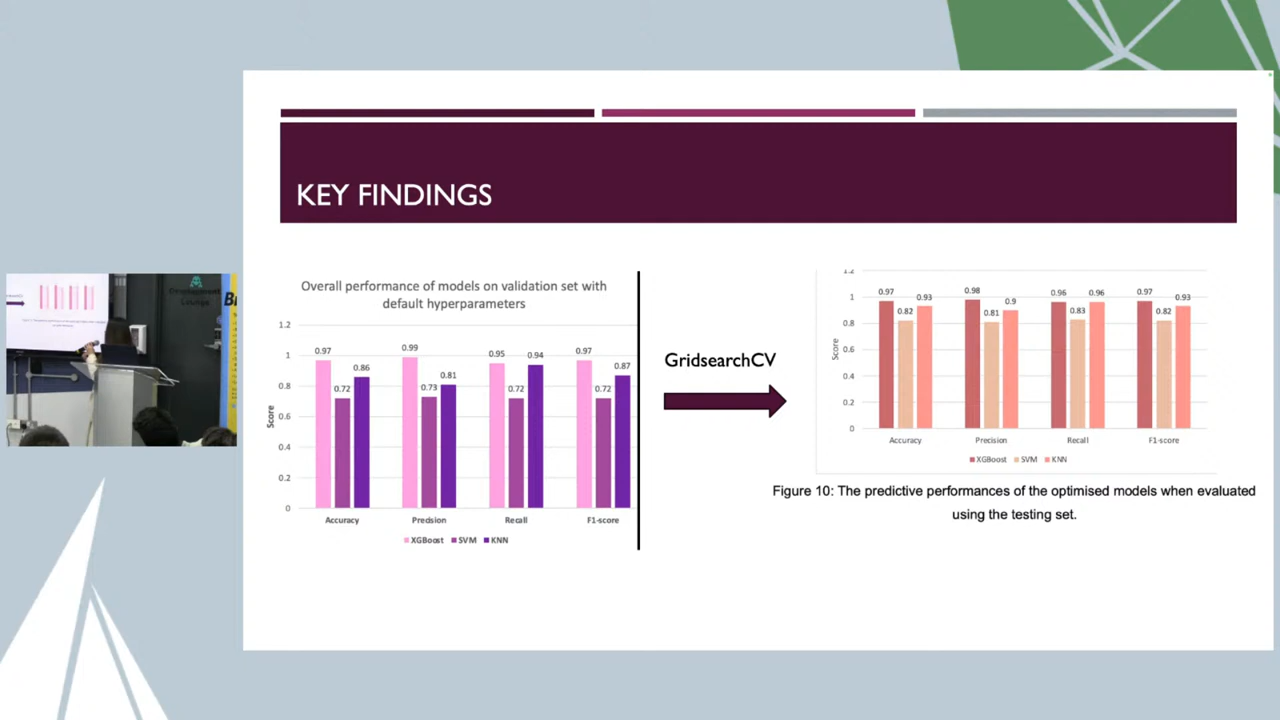 KEY FINDINGS
Overall performance of models on validation set with
default hyperparameters
1.2
1
0.8
0.6
0.4
0.2
0
Score
0.97
0.72
0.86
0.99
0.73
0.81
0.95
0.72
0.94
0.97
0.72
0.87
Accuracy
Precision
Recall
F1-score
XGBoost
SVM
KNN
GridsearchCV
1.2
1
0.8
0.6
0.4
0.2
0
Score
0.97
0.82
0.93
0.98
0.81
0.9
0.96
0.83
0.96
0.97
0.82
0.93
Accuracy
Precision
Recall
F1-score
XGBoost
SVM
KNN
Figure 10: The predictive performances of the optimised models when evaluated
using the testing set.
Development
Lounge